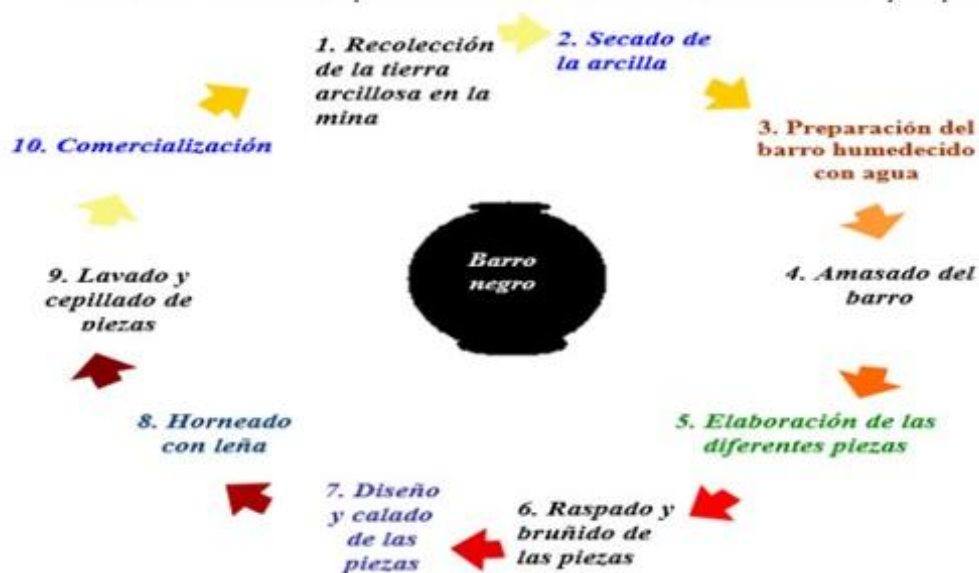 1. Recolección
de la tierra
arcillosa en la
mina
2. Secado de
la arcilla
3. Preparación del
barro humedecido
con agua
4. Amasado del
barro
5. Elaboración de las
diferentes piezas
6. Raspado y
bruñido de
las piezas
7. Diseño
y calado
de las
piezas
8. Horneado
con leña
9. Lavado y
cepillado de
piezas
10. Comercialización
Barro
negro